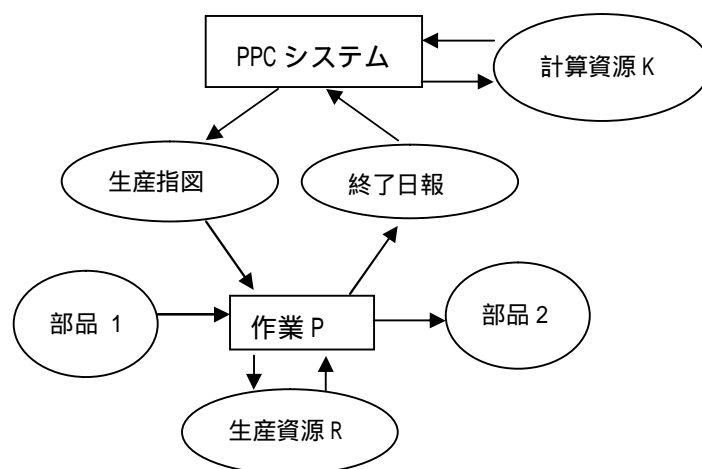 PPC システム
計算資源 K
生産指図
終了日報
部品 1
作業 P
部品 2
生産資源 R